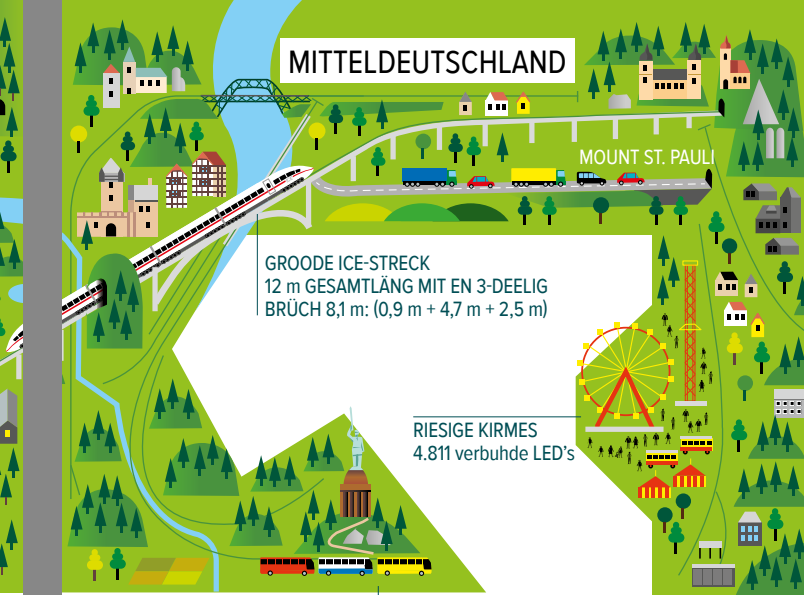 MITTELDEUTSCHLAND
MOUNT ST. PAULI
GROODE ICE-STRECK
12 m GESAMTLÄNG MIT EN 3-DEELIG
BRÜCH 8,1 m: (0,9 m + 4,7 m + 2,5 m)
RIESIGE KIRMES
4.811 verbuhde LED's